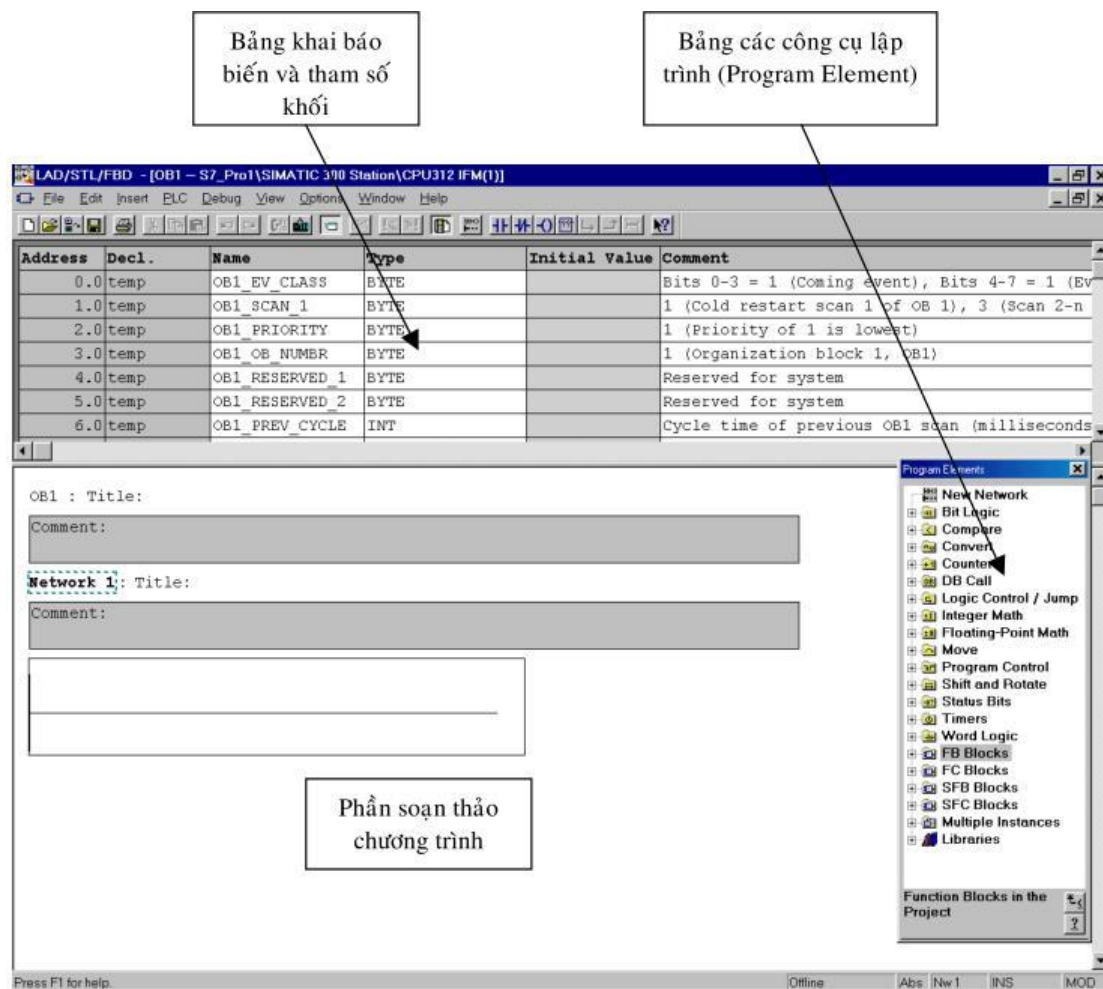 Bảng khai báo
biến và tham số
khối
Bảng các công cụ lập
trình (Program Element)
LAD/STL/FBD - [OB1 -- S7_Pro1\SIMATIC 300 Station\CPU312 IFM(1)]
File Edit Insert PLC Debug View Options Window Help
Address Decl. Name Type Initial Value Comment
0.0 temp OB1_EV_CLASS BYTE Bits 0-3 = 1 (Coming event), Bits 4-7 = 1 (Ev
1.0 temp OB1_SCAN_1 BYTE 1 (Cold restart scan 1 of OB 1), 3 (Scan 2-n
2.0 temp OB1_PRIORITY BYTE 1 (Priority of 1 is lowest)
3.0 temp OB1_OB_NUMBR BYTE 1 (Organization block 1, OB1)
4.0 temp OB1_RESERVED_1 BYTE Reserved for system
5.0 temp OB1_RESERVED_2 BYTE Reserved for system
6.0 temp OB1_PREV_CYCLE INT Cycle time of previous OB1 scan (milliseconds
OB1 : Title:
Comment:
Network 1: Title:
Comment:
Phần soạn thảo
chương trình
Program Elements
New Network
Bit Logic
Compare
Convert
Counter
DB Call
Logic Control / Jump
Integer Math
Floating-Point Math
Move
Program Control
Shift and Rotate
Status Bits
Timers
Word Logic
FB Blocks
FC Blocks
SFB Blocks
SFC Blocks
Multiple Instances
Libraries
Function Blocks in the
Project
Press F1 for help.
Offline Abs Nw1 INS MOD